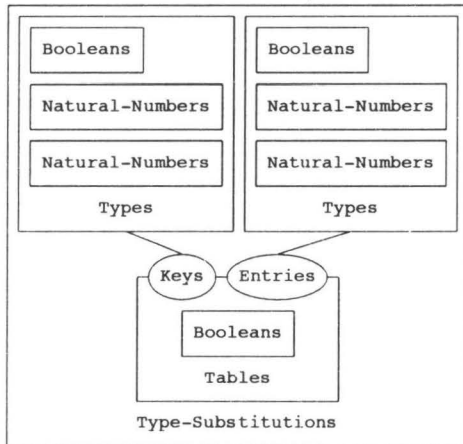 Booleans Booleans
Natural-Numbers Natural-Numbers
Natural-Numbers Natural-Numbers
Types Types
Keys Entries
Booleans
Tables
Type-Substitutions